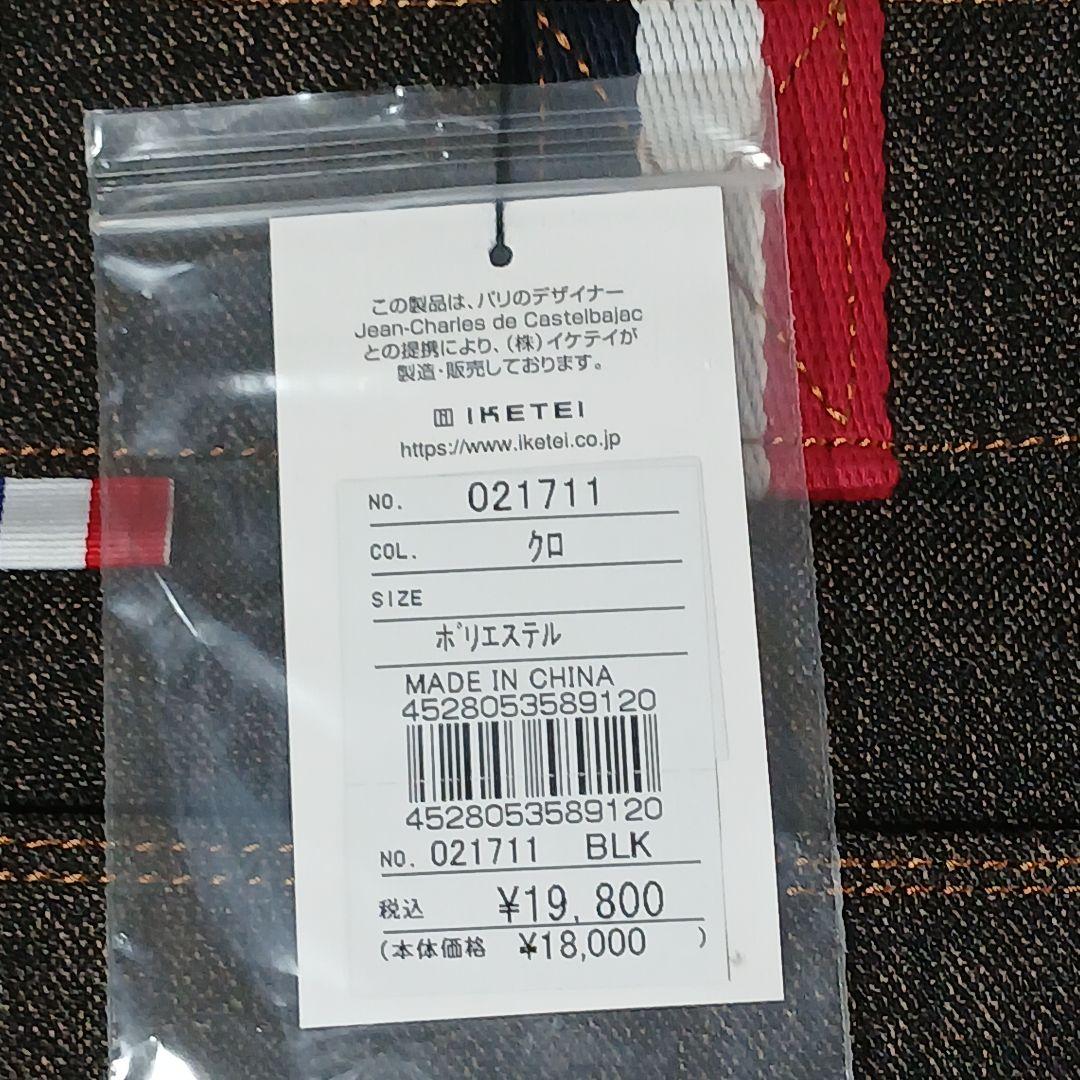 この製品は、パリのデザイナー
Jean-Charles de Castelbajac
との提携により、(株)イケテイが
製造・販売しております。
IKETEI
https://www.iketei.co.jp
NO. 021711
COL. クロ
SIZE
ポリエステル
MADE IN CHINA
4528053589120
4528053589120
NO. 021711 BLK
税込 ¥19,800
(本体価格 ¥18,000 )